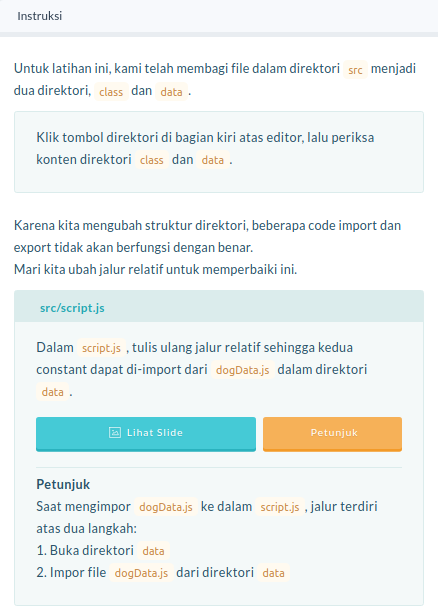 Instruksi
Untuk latihan ini, kami telah membagi file dalam direktori src menjadi
dua direktori, class dan data .
Klik tombol direktori di bagian kiri atas editor, lalu periksa
konten direktori class dan data .
Karena kita mengubah struktur direktori, beberapa code import dan
export tidak akan berfungsi dengan benar.
Mari kita ubah jalur relatif untuk memperbaiki ini.
src/script.js
Dalam script.js , tulis ulang jalur relatif sehingga kedua
constant dapat di-import dari dogData.js dalam direktori
data .
Lihat Slide
Petunjuk
Petunjuk
Saat mengimpor dogData.js ke dalam script.js , jalur terdiri
atas dua langkah:
1. Buka direktori data
2. Impor file dogData.js dari direktori data